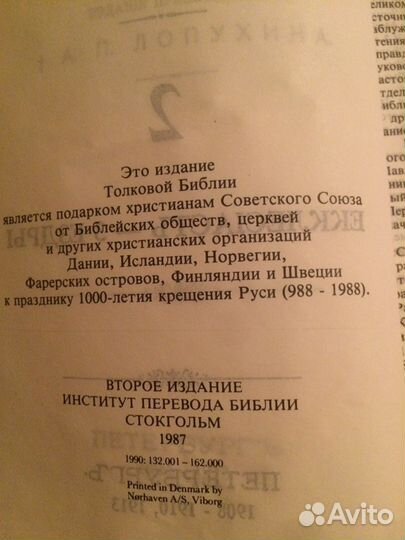 Это издание
Толковой Библии
является подарком христианам Советского Союза
от Библейских обществ, церквей
и других христианских организаций
Дании, Исландии, Норвегии,
Фарерских островов, Финляндии и Швеции
к празднику 1000-летия крещения Руси (988 - 1988).
ВТОРОЕ ИЗДАНИЕ
ИНСТИТУТ ПЕРЕВОДА БИБЛИИ
СТОКГОЛЬМ
1987
1990: 132.001 – 162.000
Printed in Denmark by
Nørhaven A/S, Viborg
Avito